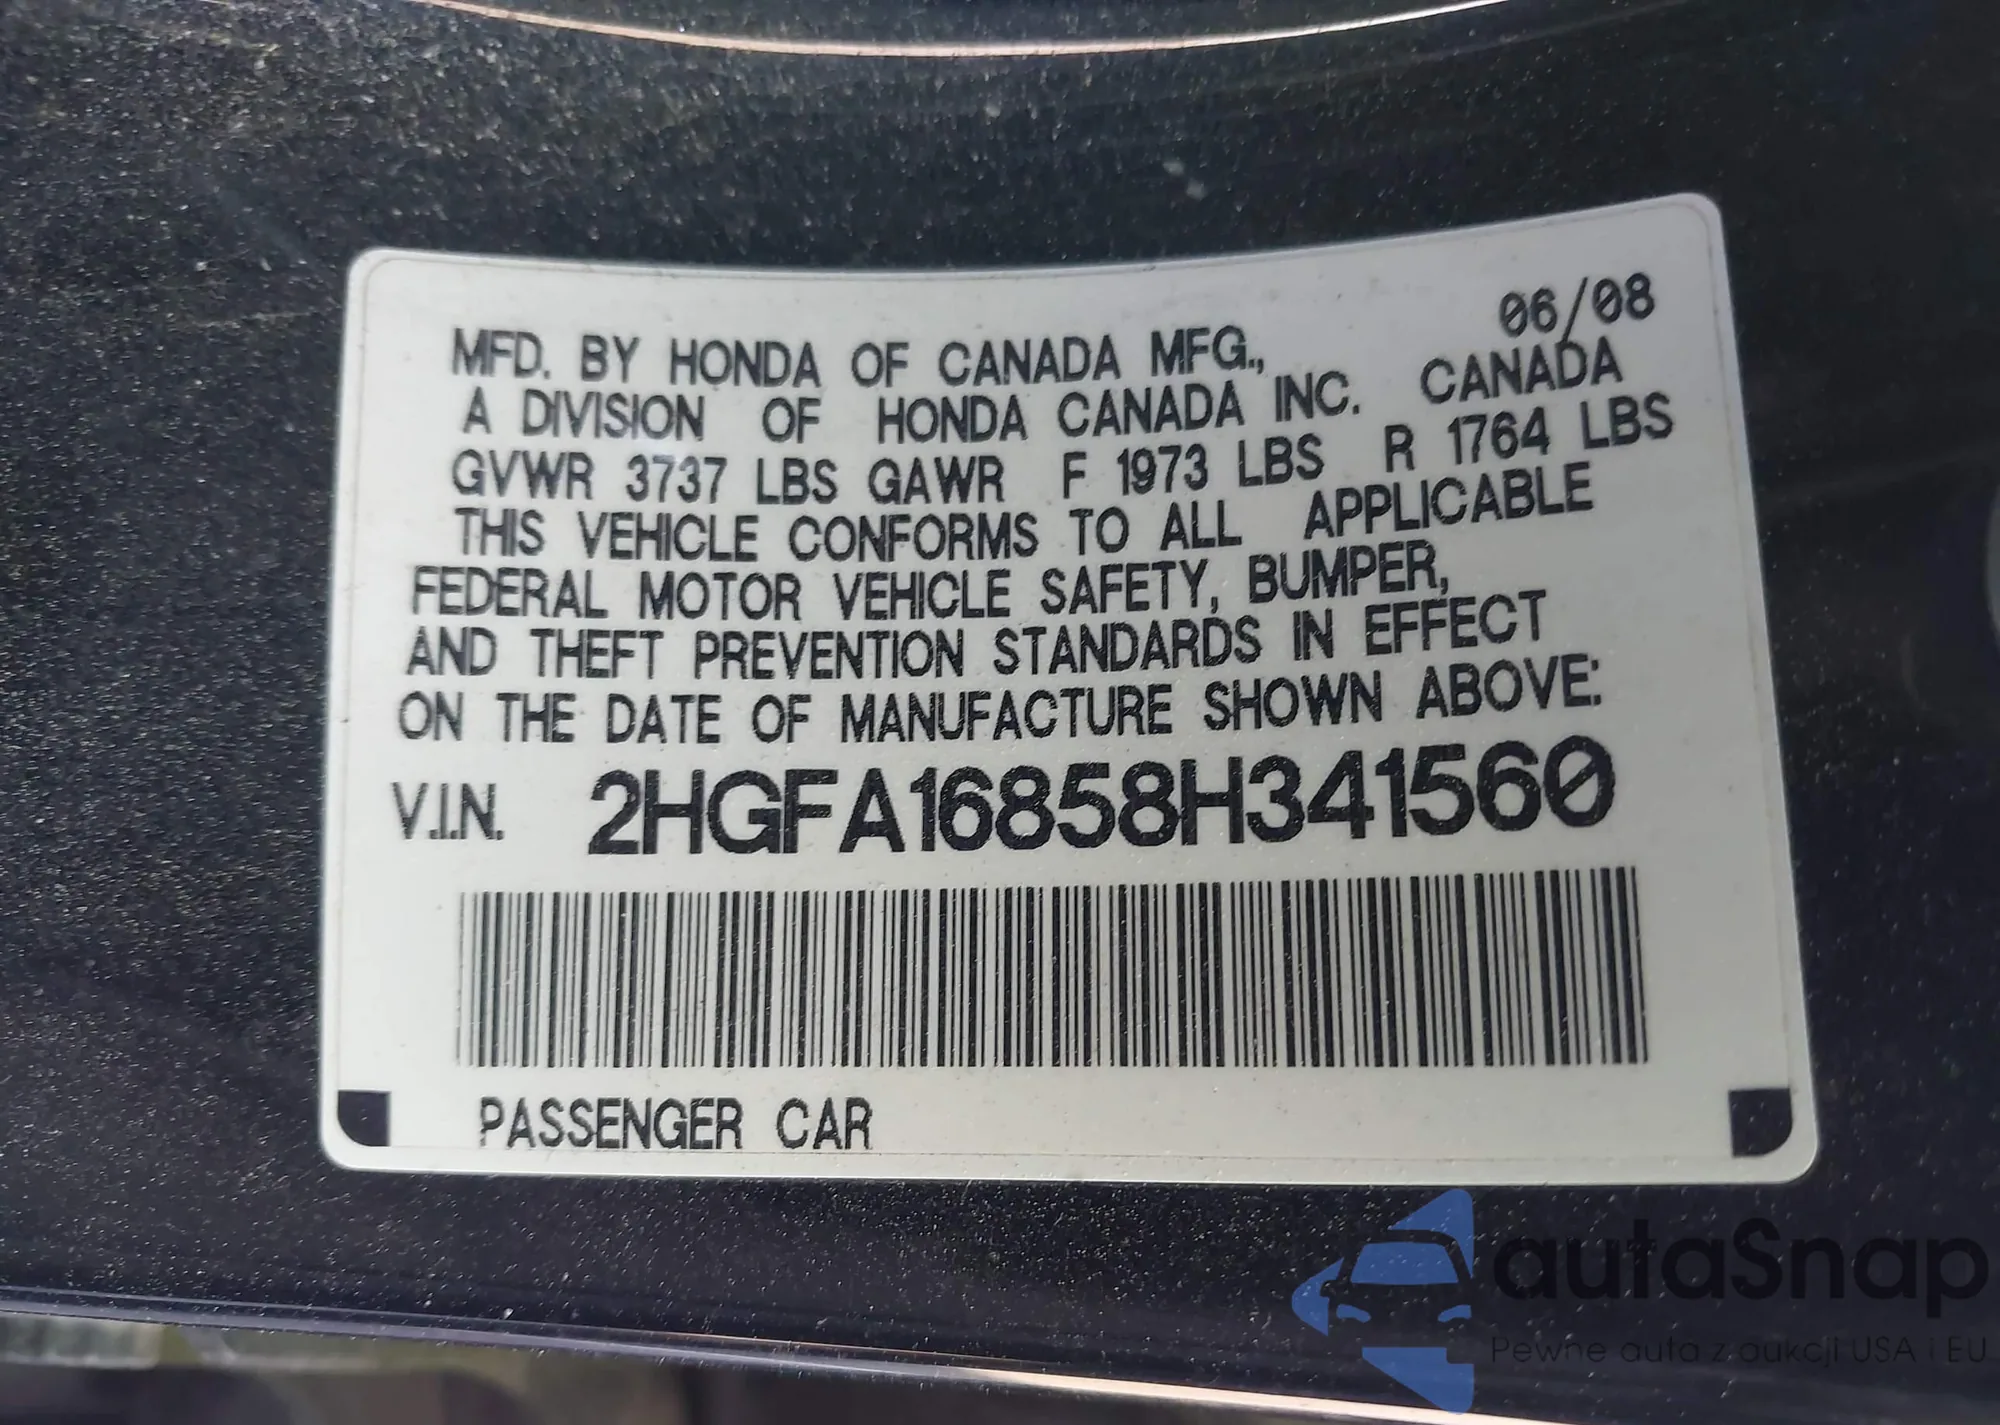 06/08
MFD. BY HONDA OF CANADA MFG.,
A DIVISION OF HONDA CANADA INC. CANADA
GVWR 3737 LBS GAWR F 1973 LBS R 1764 LBS
THIS VEHICLE CONFORMS TO ALL APPLICABLE
FEDERAL MOTOR VEHICLE SAFETY, BUMPER,
AND THEFT PREVENTION STANDARDS IN EFFECT
ON THE DATE OF MANUFACTURE SHOWN ABOVE:
V.I.N. 2HGFA16858H341560
PASSENGER CAR
autaSnap
Pewne auta z aukcji USA i EU